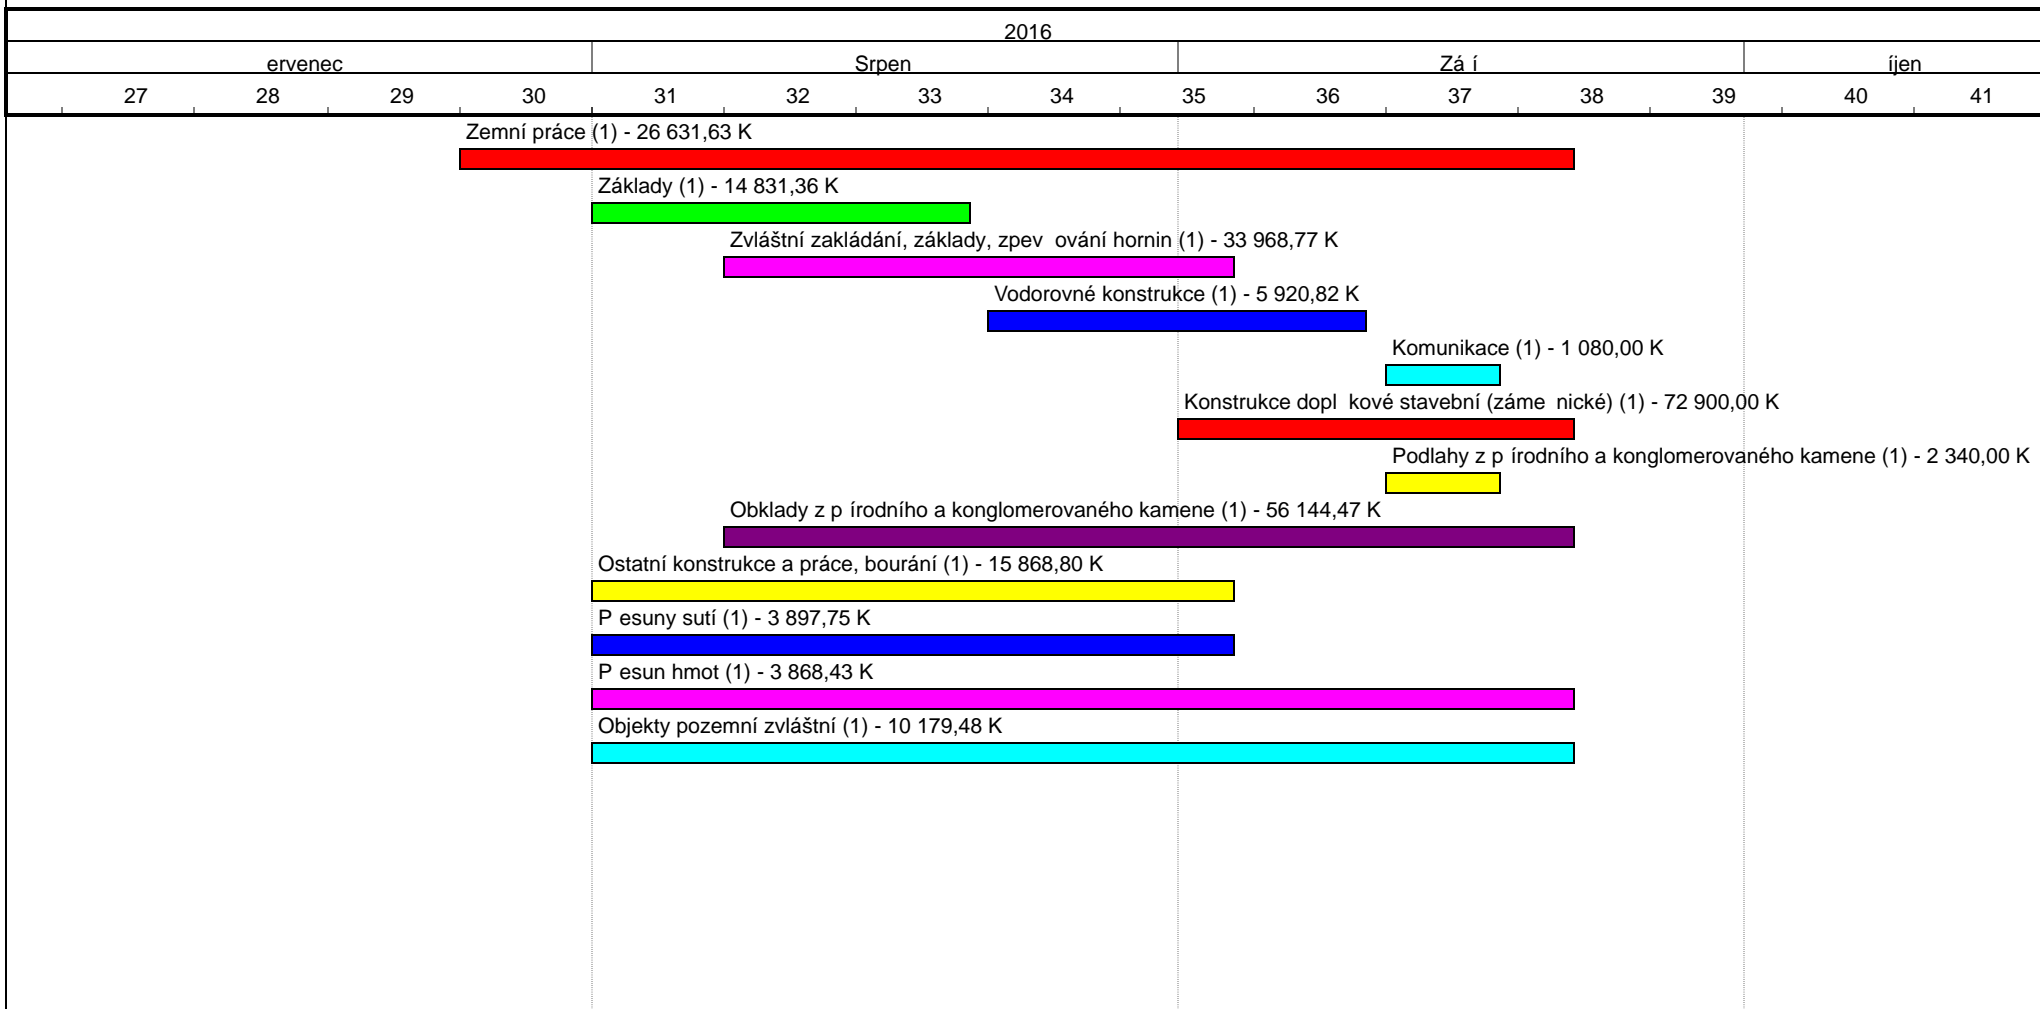 2016
ervenec Srpen Zá í íjen
27 28 29 30 31 32 33 34 35 36 37 38 39 40 41
Zemní práce (1) - 26 631,63 K
Základy (1) - 14 831,36 K
Zvláštní zakládání, základy, zpev ování hornin (1) - 33 968,77 K
Vodorovné konstrukce (1) - 5 920,82 K
Komunikace (1) - 1 080,00 K
Konstrukce dopl kové stavební (záme nické) (1) - 72 900,00 K
Podlahy z p írodního a konglomerovaného kamene (1) - 2 340,00 K
Obklady z p írodního a konglomerovaného kamene (1) - 56 144,47 K
Ostatní konstrukce a práce, bourání (1) - 15 868,80 K
P esuny sutí (1) - 3 897,75 K
P esun hmot (1) - 3 868,43 K
Objekty pozemní zvláštní (1) - 10 179,48 K